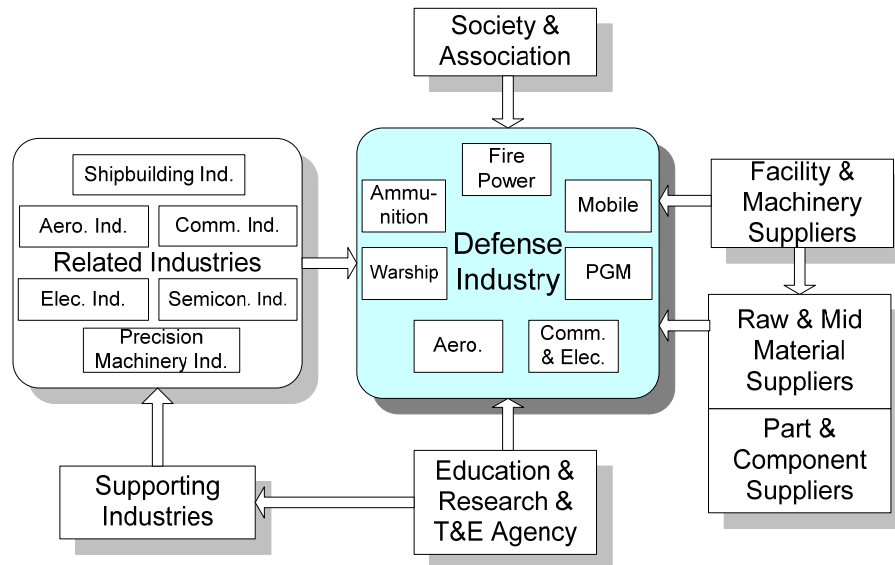 Society &
Association
Shipbuilding Ind.
Aero. Ind.
Comm. Ind.
Related Industries
Elec. Ind.
Semicon. Ind.
Precision
Machinery Ind.
Fire
Power
Ammu-
nition
Mobile
Defense
Industry
Warship
PGM
Aero.
Comm.
& Elec.
Facility &
Machinery
Suppliers
Raw & Mid
Material
Suppliers
Part &
Component
Suppliers
Supporting
Industries
Education &
Research &
T&E Agency